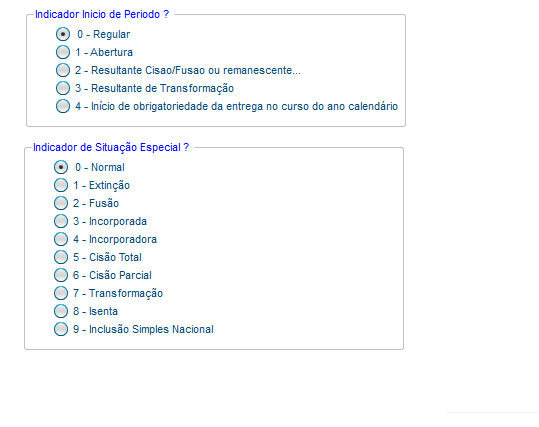 Indicador Inicio de Periodo ?
0 - Regular
1 - Abertura
2 - Resultante Cisao/Fusao ou remanescente...
3 - Resultante de Transformação
4 - Início de obrigatoriedade da entrega no curso do ano calendário
Indicador de Situação Especial ?
0 - Normal
1 - Extinção
2 - Fusão
3 - Incorporada
4 - Incorporadora
5 - Cisão Total
6 - Cisão Parcial
7 - Transformação
8 - Isenta
9 - Inclusão Simples Nacional